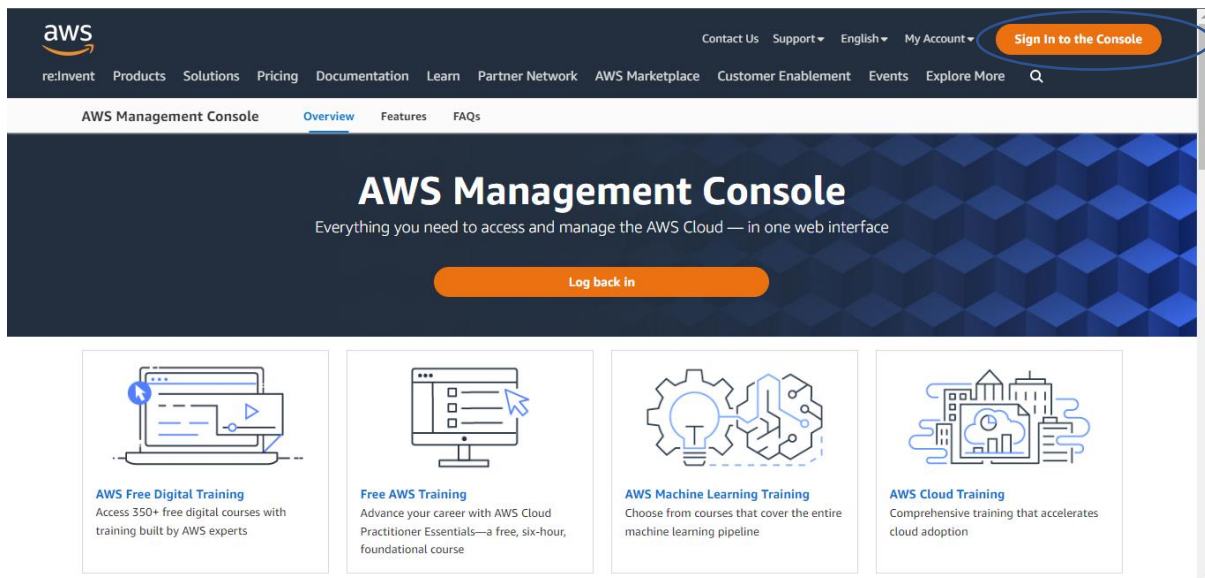 aws
Contact Us Support English My Account Sign In to the Console
re:Invent Products Solutions Pricing Documentation Learn Partner Network AWS Marketplace Customer Enablement Events Explore More
AWS Management Console Overview Features FAQs
AWS Management Console
Everything you need to access and manage the AWS Cloud — in one web interface
Log back in
AWS Free Digital Training
Access 350+ free digital courses with
training built by AWS experts
Free AWS Training
Advance your career with AWS Cloud
Practitioner Essentials—a free, six-hour,
foundational course
AWS Machine Learning Training
Choose from courses that cover the entire
machine learning pipeline
AWS Cloud Training
Comprehensive training that accelerates
cloud adoption